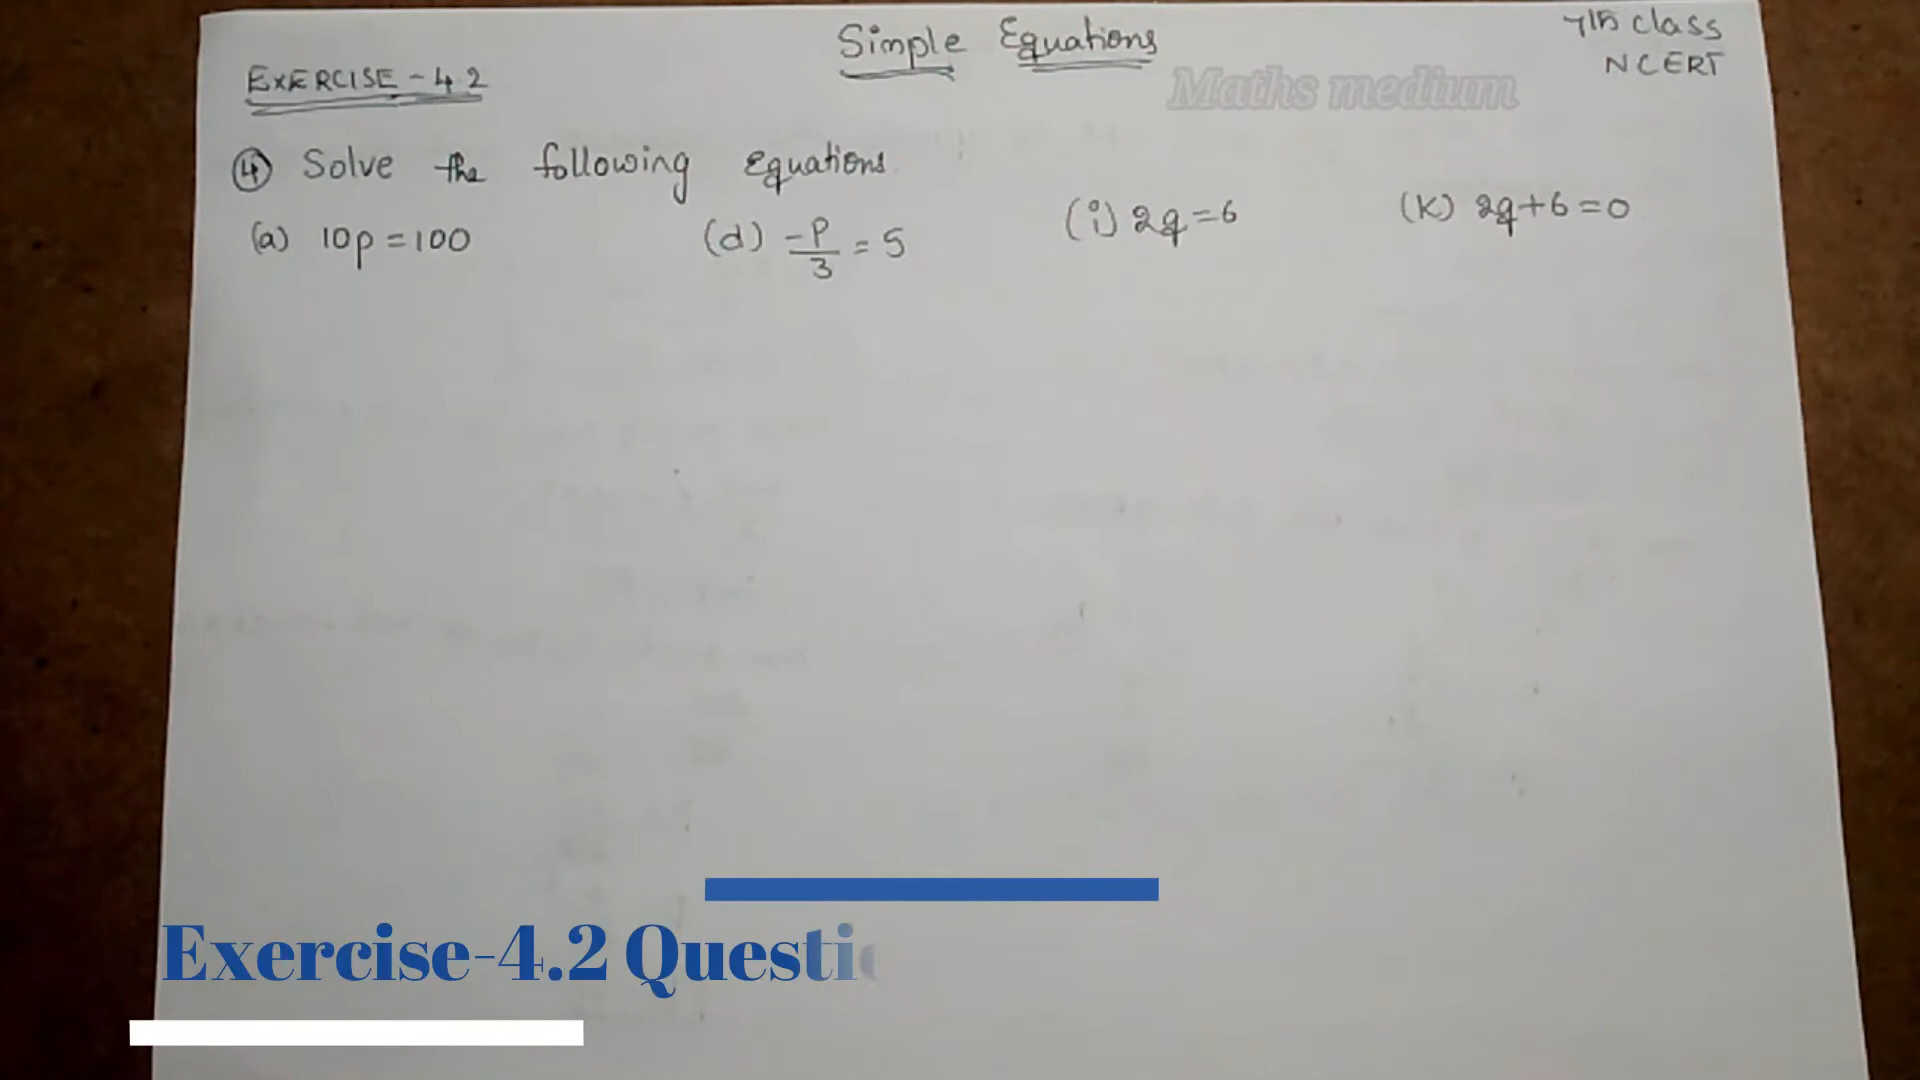 Simple Equations
7th class
NCERT
EXERCISE - 4.2
Maths medium
④ Solve the following equations.
(a) 10p = 100 (d) -P/3 = 5 (i) 2q = 6 (K) 2q + 6 = 0
Exercise-4.2 Questi